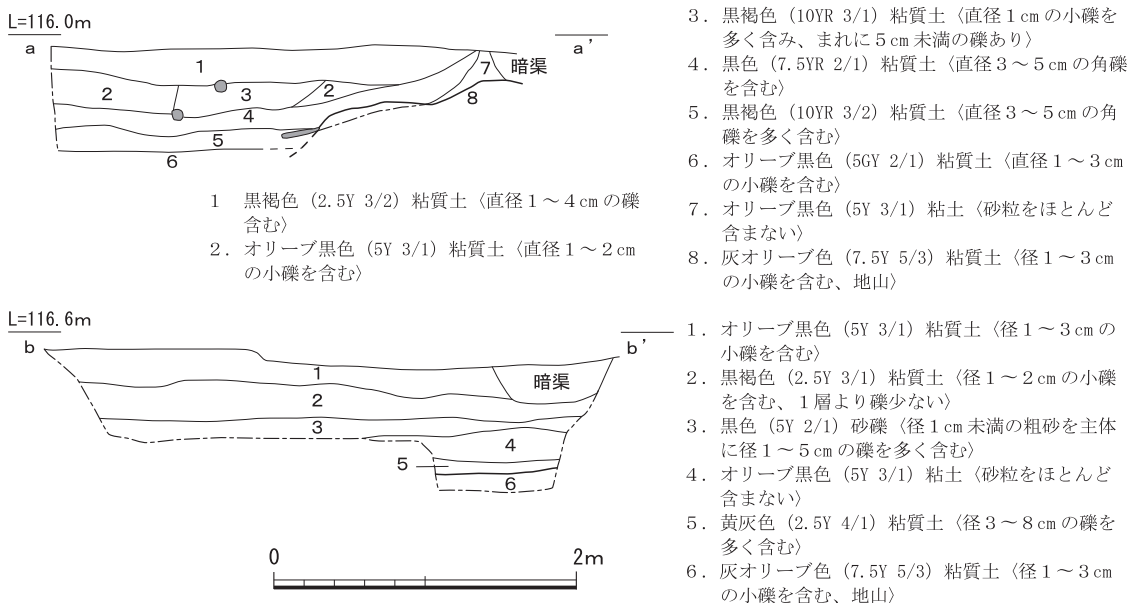 L=116.0m
a
a’
1
2
3
2
4
5
6
7
8
暗渠
1　黒褐色（2.5Y 3/2）粘質土〈直径１～４cmの礫
含む〉
２．オリーブ黒色（5Y 3/1）粘質土〈直径１～２cm
の小礫を含む〉
３．黒褐色（10YR 3/1）粘質土〈直径１cmの小礫を
多く含み、まれに５cm未満の礫あり〉
４．黒色（7.5YR 2/1）粘質土〈直径３～５cmの角礫
を含む〉
５．黒褐色（10YR 3/2）粘質土〈直径３～５cmの角
礫を多く含む〉
６．オリーブ黒色（5GY 2/1）粘質土〈直径１～３cm
の小礫を含む〉
７．オリーブ黒色（5Y 3/1）粘土〈砂粒をほとんど
含まない〉
８．灰オリーブ色（7.5Y 5/3）粘質土〈径１～３cm
の小礫を含む、地山〉
L=116.6m
b
b’
1
2
3
4
5
6
暗渠
１．オリーブ黒色（5Y 3/1）粘質土〈径１～３cmの
小礫を含む〉
２．黒褐色（2.5Y 3/1）粘質土〈径１～２cmの小礫
を含む、１層より礫少ない〉
３．黒色（5Y 2/1）砂礫〈径１cm未満の粗砂を主体
に径１～５cmの礫を多く含む〉
４．オリーブ黒色（5Y 3/1）粘土〈砂粒をほとんど
含まない〉
５．黄灰色（2.5Y 4/1）粘質土〈径３～８cmの礫を
多く含む〉
６．灰オリーブ色（7.5Y 5/3）粘質土〈径１～３cm
の小礫を含む、地山〉
0
2m